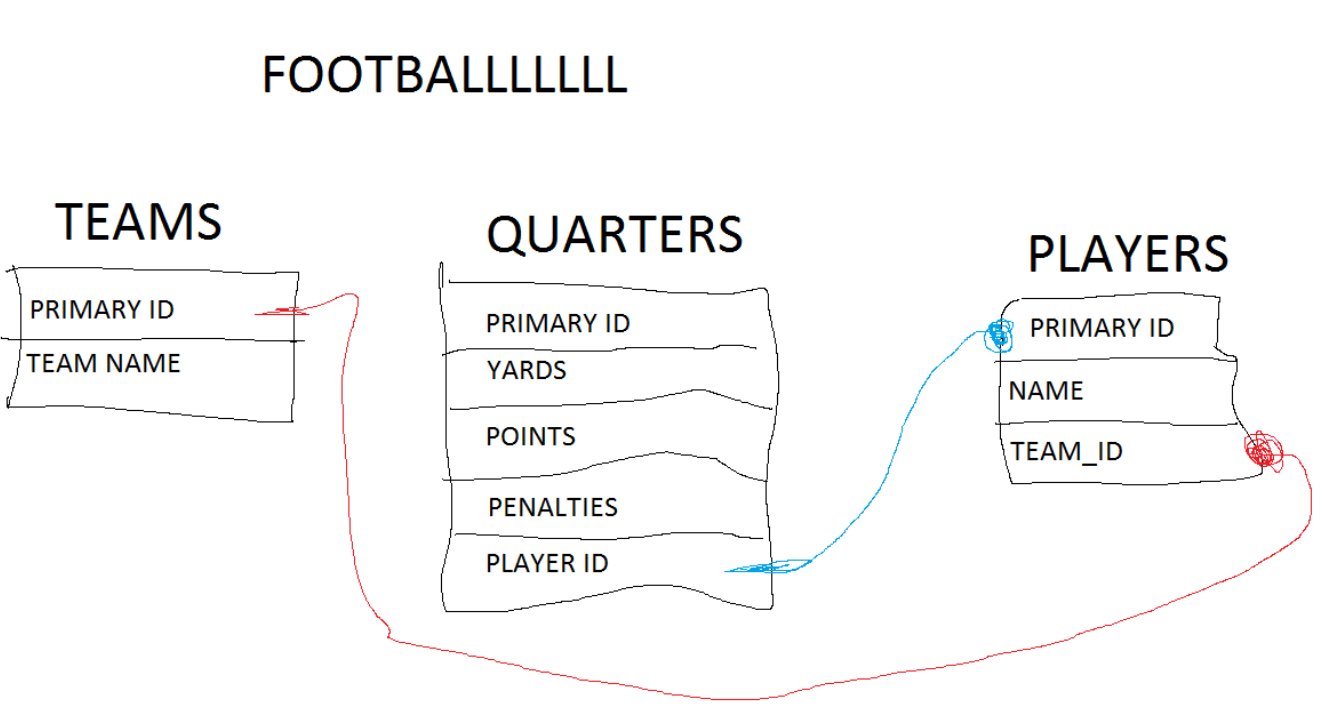 FOOTBALLLLLLL
TEAMS
PRIMARY ID
TEAM NAME
QUARTERS
PRIMARY ID
YARDS
POINTS
PENALTIES
PLAYER ID
PLAYERS
PRIMARY ID
NAME
TEAM_ID